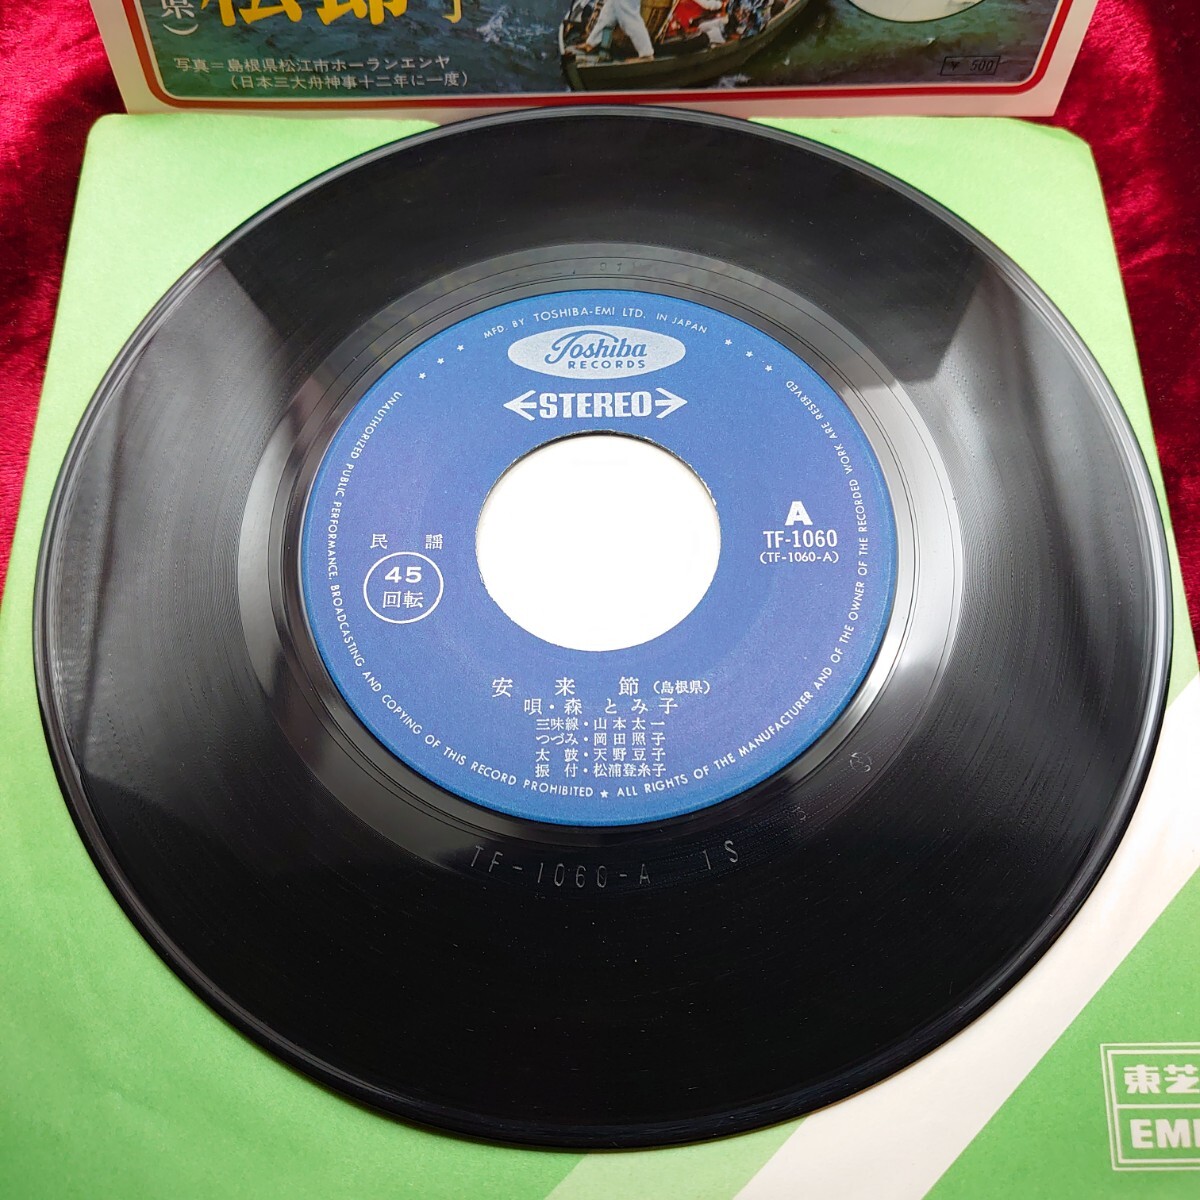 県)
写真＝島根県松江市ホーランエンヤ
(日本三大舟神事十二年に一度)
¥ 500
MFD. BY TOSHIBA-EMI LTD. IN JAPAN
Toshiba
RECORDS
STEREO
A
TF-1060
(TF-1060-A)
民謡
45
回転
安来節(島根県)
唄・森とみ子
三味線・山本太一
つづみ・岡田照子
太鼓・天野豆子
振付・松浦登糸子
UNAUTHORIZED PUBLIC PERFORMANCE, BROADCASTING AND COPYING OF THIS RECORD PROHIBITED ★ ALL RIGHTS OF THE MANUFACTURER AND OF THE OWNER OF THE RECORDED WORK ARE RESERVED
TF-1060-A 1S
東芝
EMI